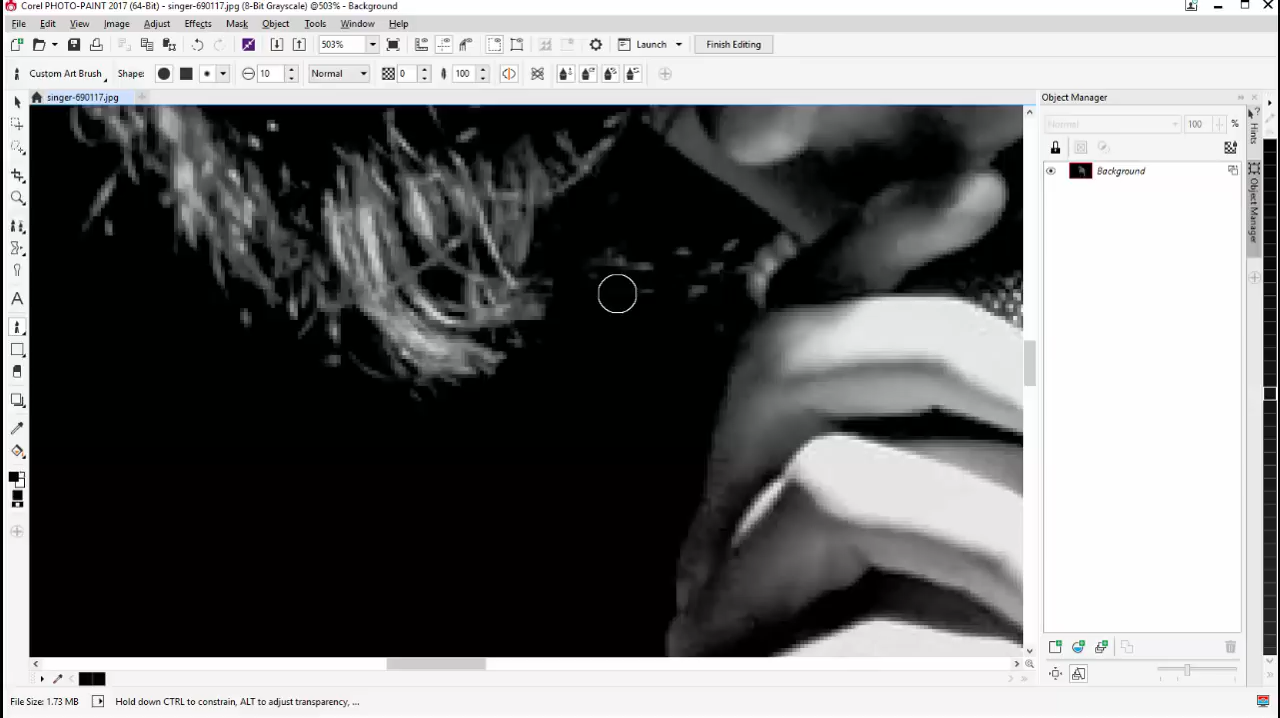 Corel PHOTO-PAINT 2017 (64-Bit) - singer-690117.jpg (8-Bit Grayscale) @503% - Background
File Edit View Image Adjust Effects Mask Object Tools Window Help
503% Launch Finish Editing
Custom Art Brush Shape: 10 Normal 0 100
singer-690117.jpg
Object Manager
Normal 100 %
Background
Hints
Object Manager
File Size: 1.73 MB Hold down CTRL to constrain, ALT to adjust transparency, ...